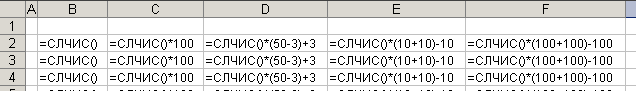 A B C D E F
1
2 =СЛЧИС() =СЛЧИС()*100 =СЛЧИС()*(50-3)+3 =СЛЧИС()*(10+10)-10 =СЛЧИС()*(100+100)-100
3 =СЛЧИС() =СЛЧИС()*100 =СЛЧИС()*(50-3)+3 =СЛЧИС()*(10+10)-10 =СЛЧИС()*(100+100)-100
4 =СЛЧИС() =СЛЧИС()*100 =СЛЧИС()*(50-3)+3 =СЛЧИС()*(10+10)-10 =СЛЧИС()*(100+100)-100